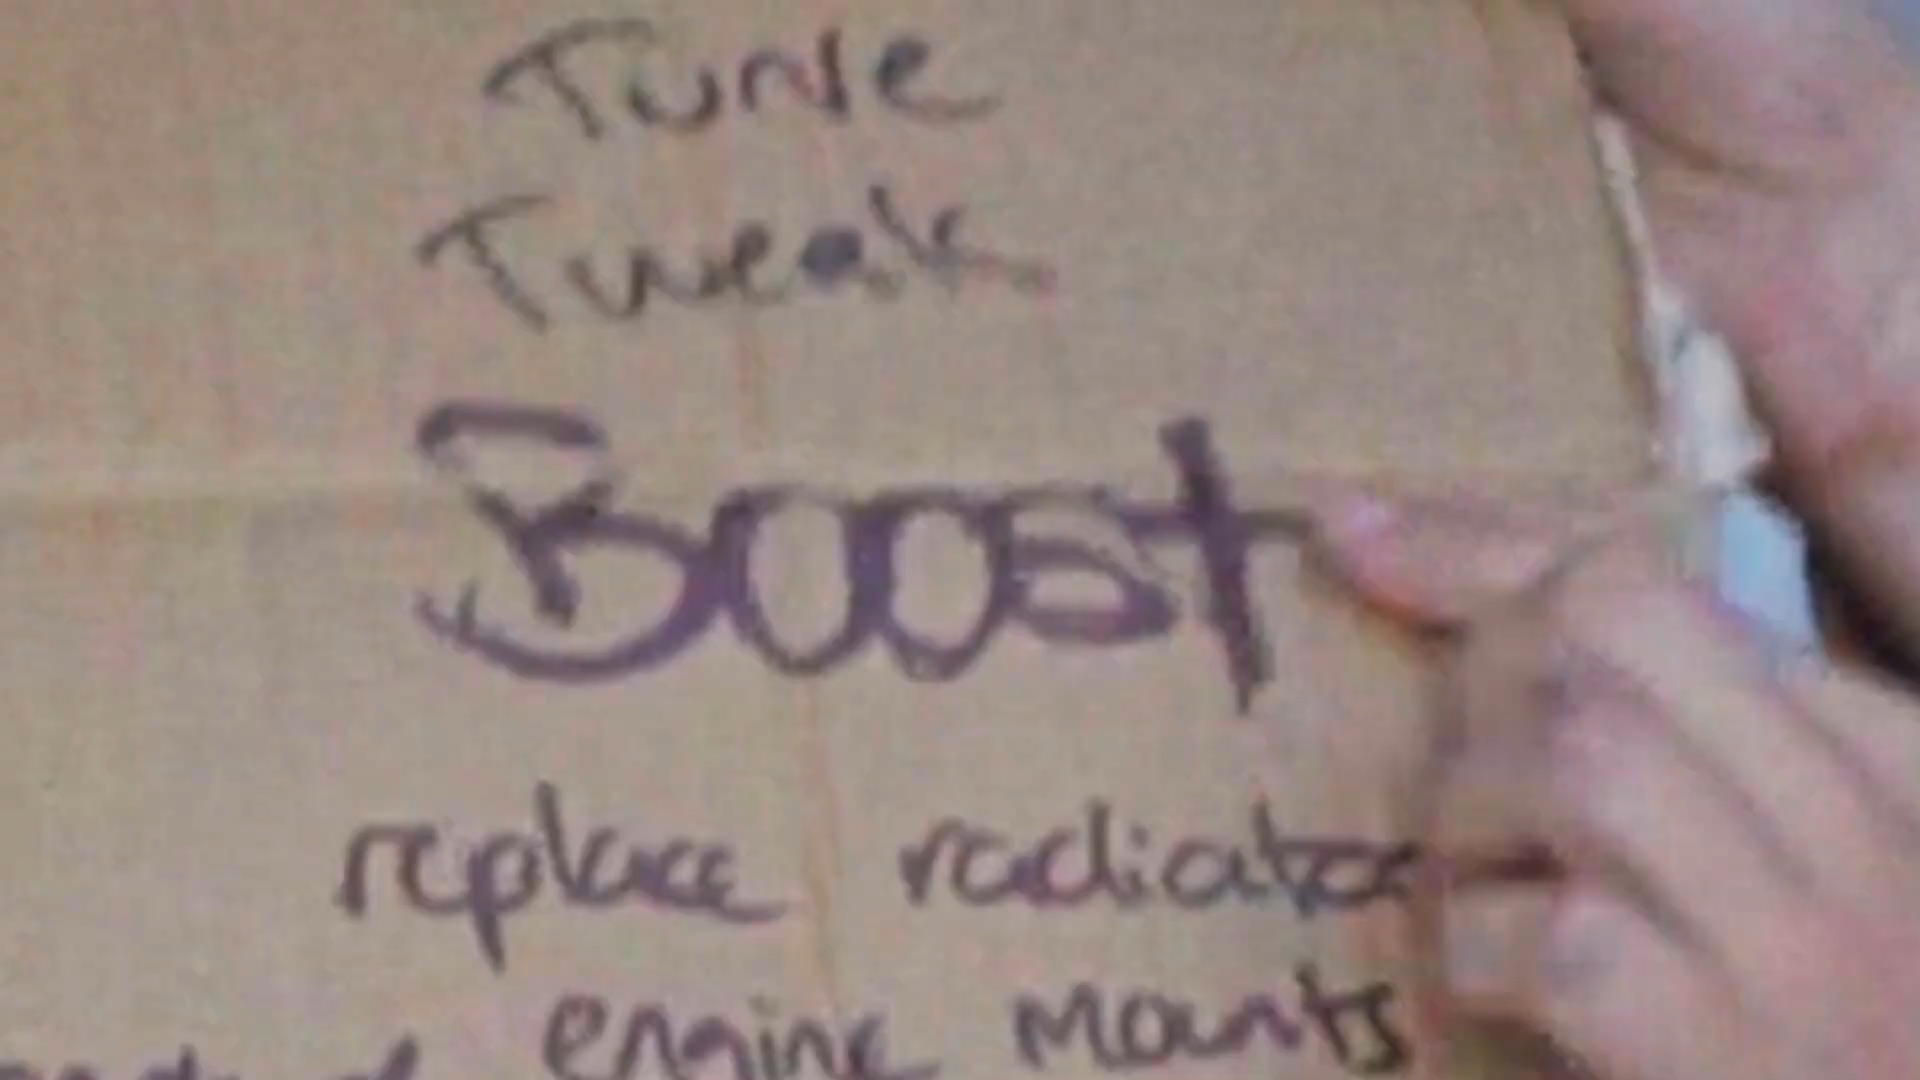 Tune
Tweak
Boost
replace radiator
engine Mounts